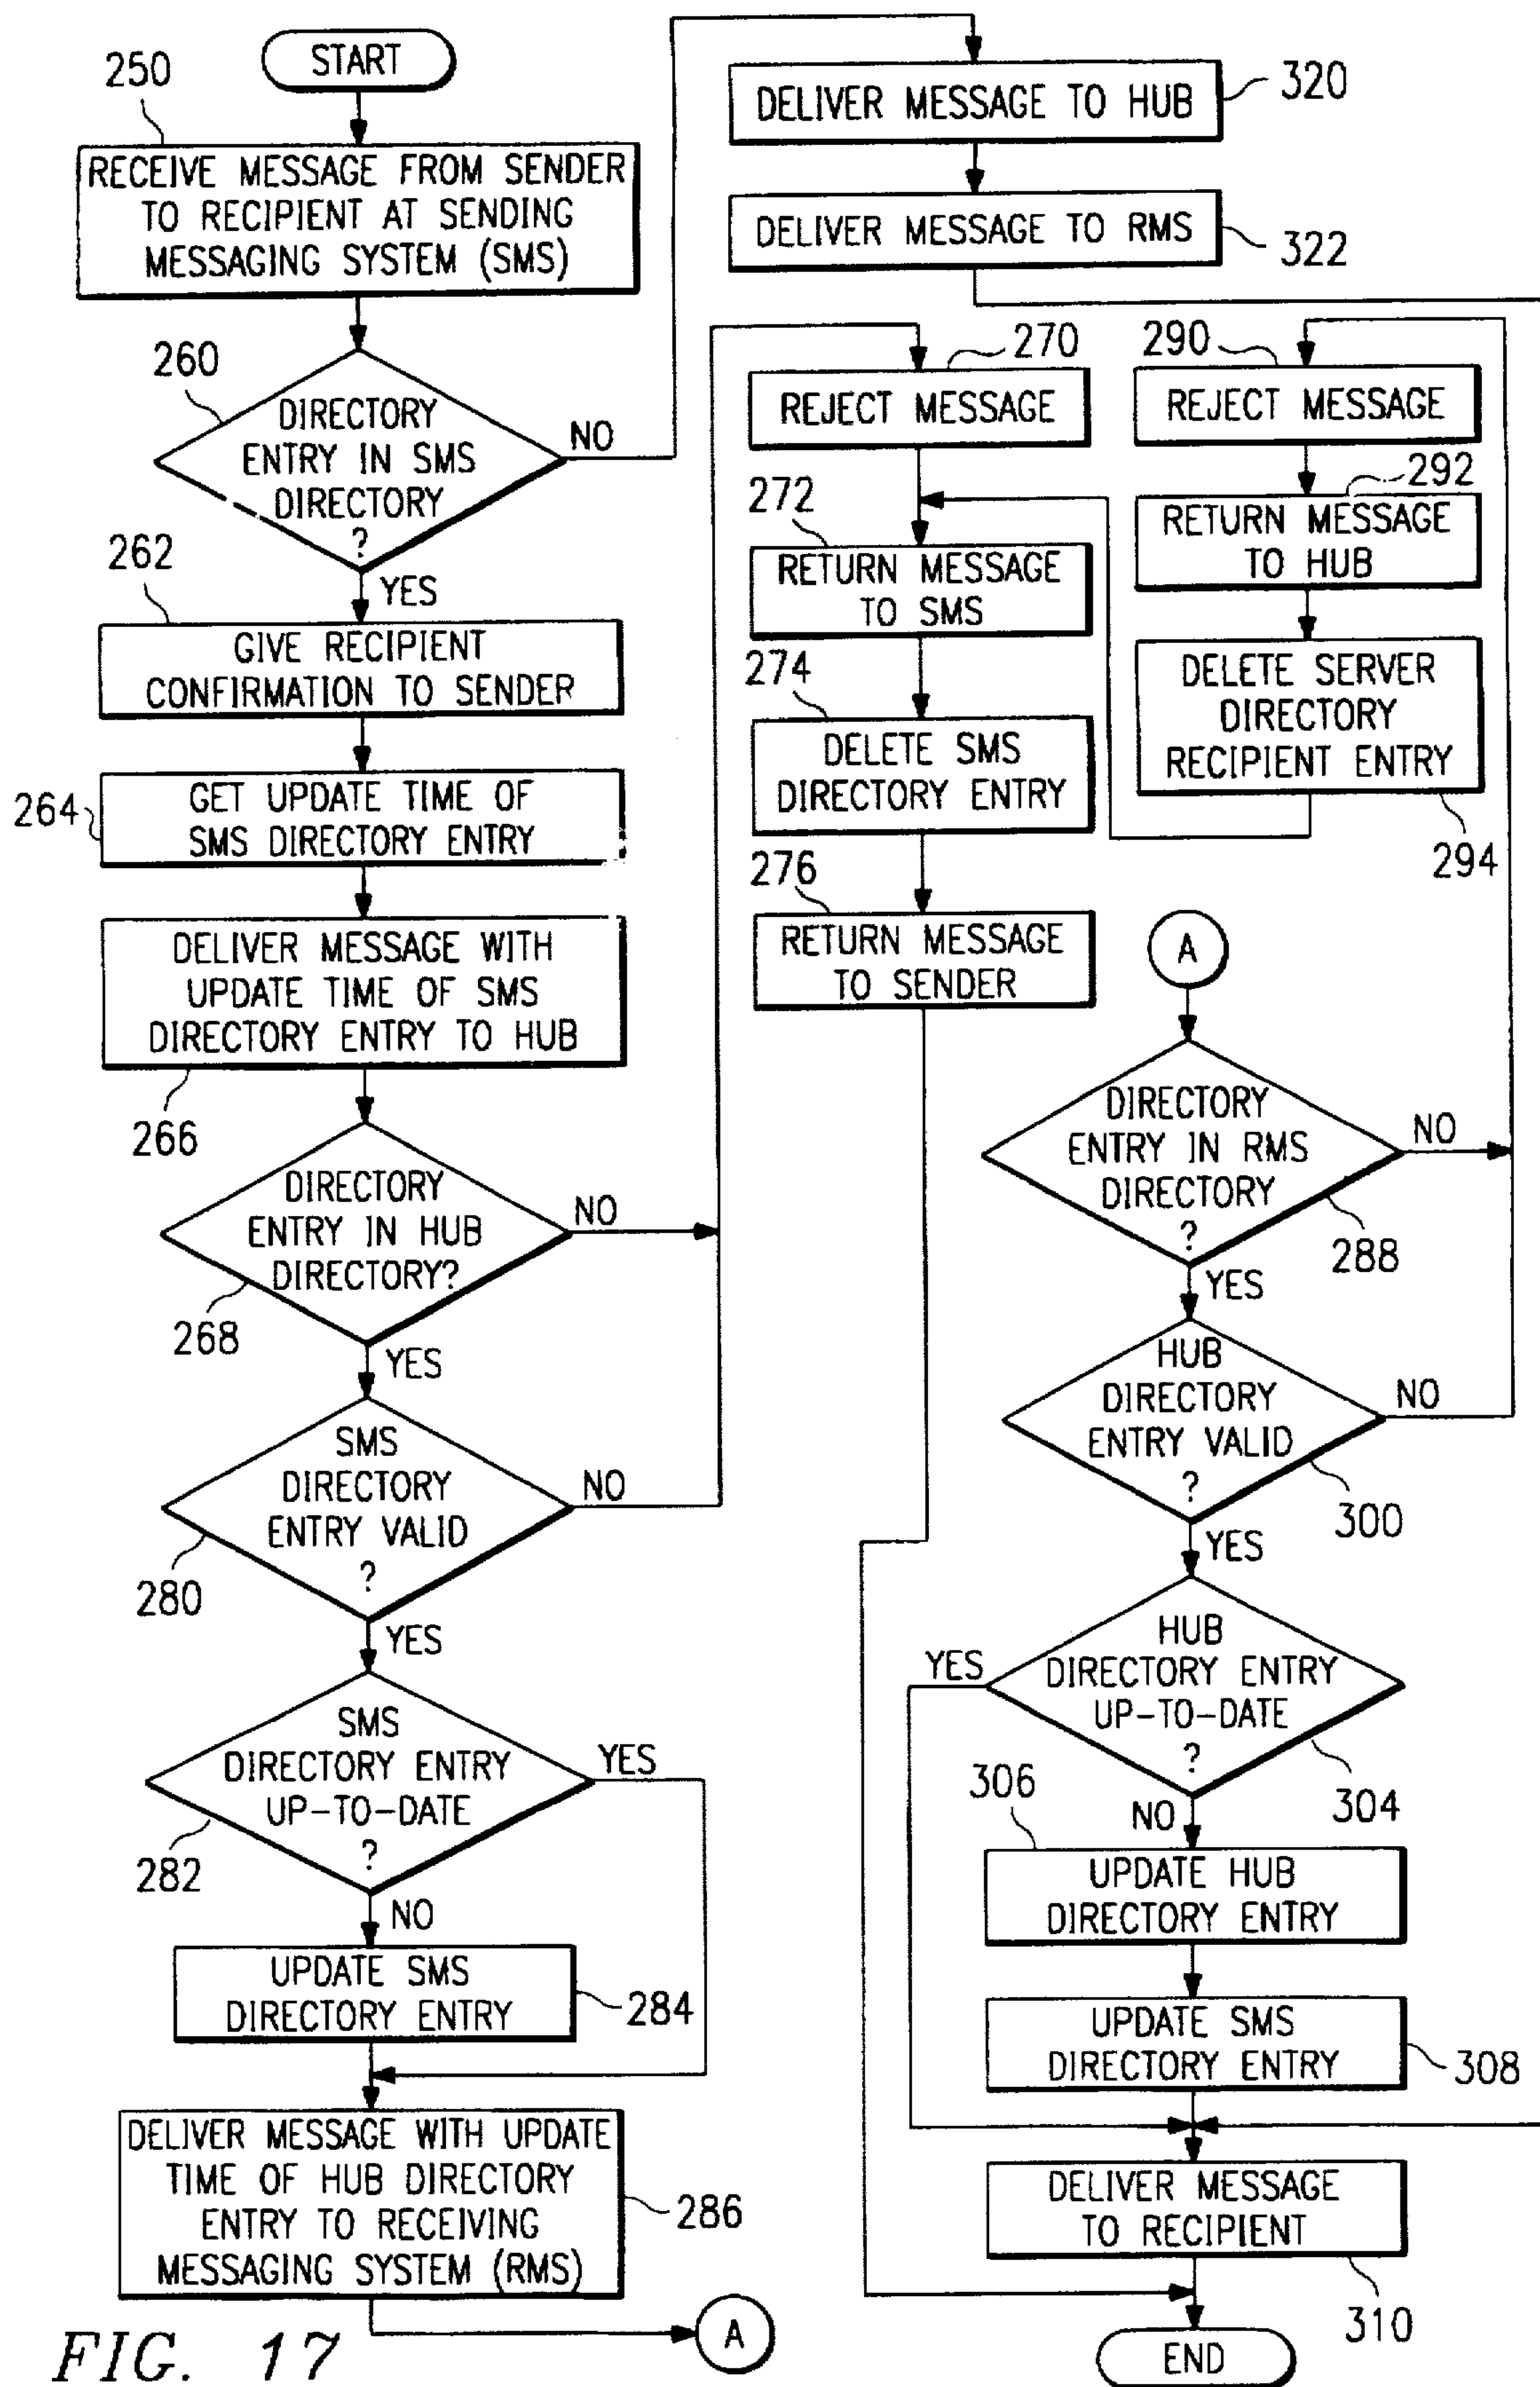 START
250
RECEIVE MESSAGE FROM SENDER
TO RECIPIENT AT SENDING
MESSAGING SYSTEM (SMS)
260
DIRECTORY
ENTRY IN SMS
DIRECTORY
?
NO
YES
262
GIVE RECIPIENT
CONFIRMATION TO SENDER
264
GET UPDATE TIME OF
SMS DIRECTORY ENTRY
DELIVER MESSAGE WITH
UPDATE TIME OF SMS
DIRECTORY ENTRY TO HUB
266
DIRECTORY
ENTRY IN HUB
DIRECTORY?
NO
268
YES
SMS
DIRECTORY
ENTRY VALID
?
NO
280
YES
SMS
DIRECTORY ENTRY
UP-TO-DATE
?
YES
282
NO
UPDATE SMS
DIRECTORY ENTRY
284
DELIVER MESSAGE WITH UPDATE
TIME OF HUB DIRECTORY
ENTRY TO RECEIVING
MESSAGING SYSTEM (RMS)
286
A
DELIVER MESSAGE TO HUB
320
DELIVER MESSAGE TO RMS
322
270
REJECT MESSAGE
272
RETURN MESSAGE
TO SMS
274
DELETE SMS
DIRECTORY ENTRY
276
RETURN MESSAGE
TO SENDER
290
REJECT MESSAGE
292
RETURN MESSAGE
TO HUB
DELETE SERVER
DIRECTORY
RECIPIENT ENTRY
294
A
DIRECTORY
ENTRY IN RMS
DIRECTORY
?
NO
288
YES
HUB
DIRECTORY
ENTRY VALID
?
NO
300
YES
HUB
DIRECTORY ENTRY
UP-TO-DATE
?
YES
304
NO
306
UPDATE HUB
DIRECTORY ENTRY
UPDATE SMS
DIRECTORY ENTRY
308
DELIVER MESSAGE
TO RECIPIENT
310
END
FIG. 17